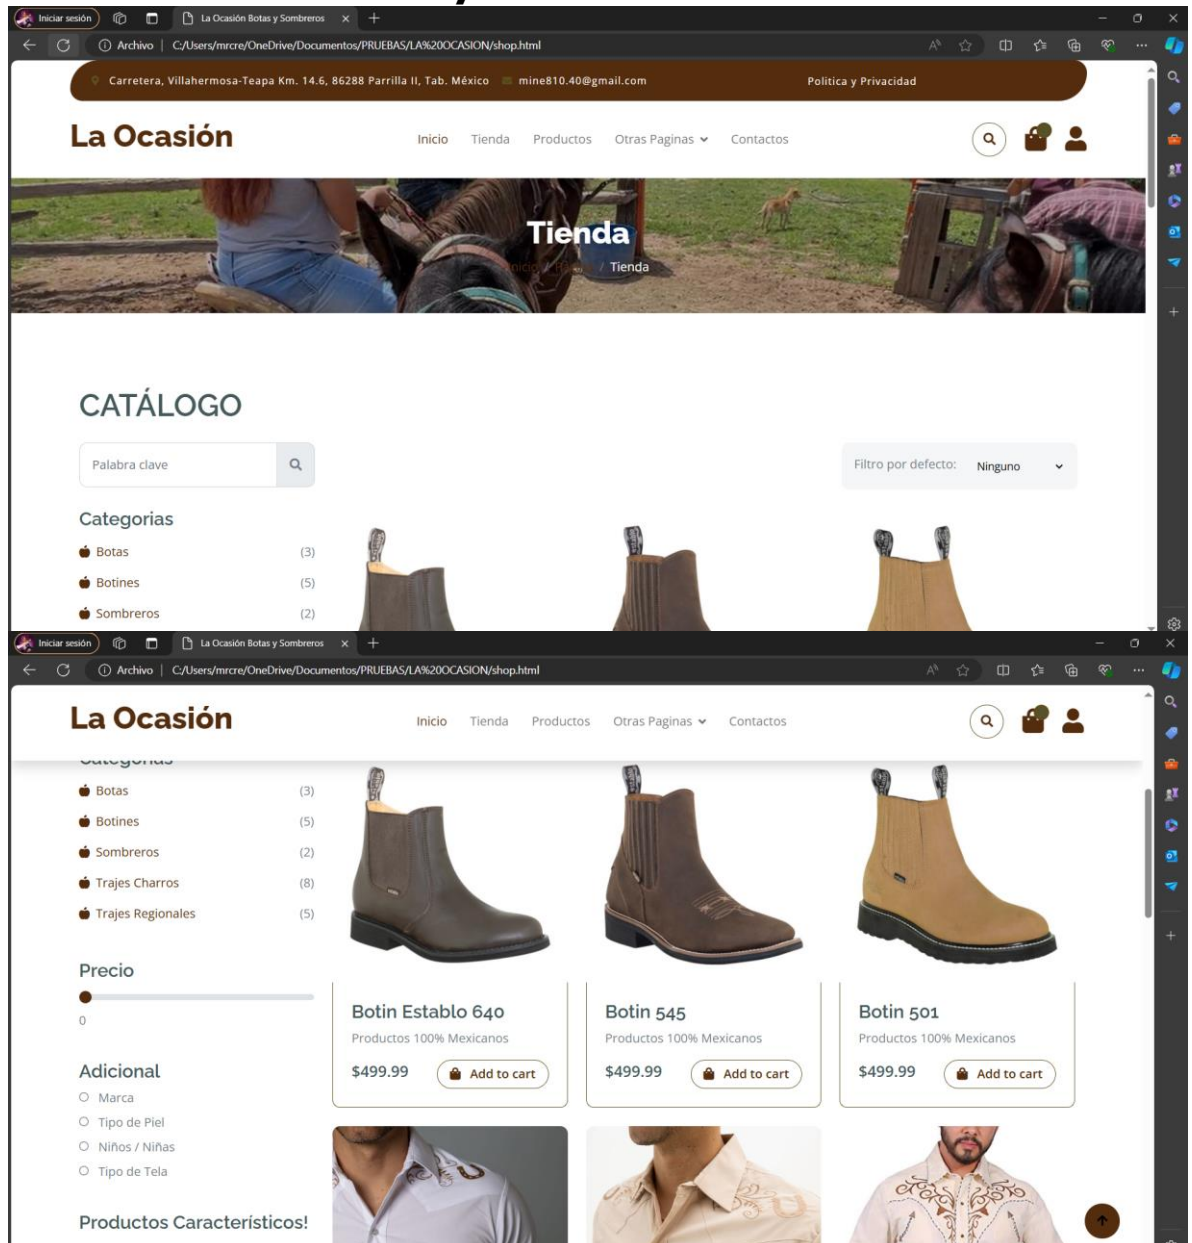 Iniciar sesión
La Ocasión Botas y Sombreros
Archivo | C:/Users/mrcre/OneDrive/Documentos/PRUEBAS/LA%20OCASION/shop.html
Carretera, Villahermosa-Teapa Km. 14.6, 86288 Parrilla II, Tab. México mine810.40@gmail.com Politica y Privacidad
La Ocasión
Inicio Tienda Productos Otras Paginas Contactos
Tienda
Inicio / / Tienda
CATÁLOGO
Palabra clave
Filtro por defecto: Ninguno
Categorias
Botas (3)
Botines (5)
Sombreros (2)
Iniciar sesión
La Ocasión Botas y Sombreros
Archivo | C:/Users/mrcre/OneDrive/Documentos/PRUEBAS/LA%20OCASION/shop.html
La Ocasión
Inicio Tienda Productos Otras Paginas Contactos
Categorias
Botas (3)
Botines (5)
Sombreros (2)
Trajes Charros (8)
Trajes Regionales (5)
Precio
0
Adicional
Marca
Tipo de Piel
Niños / Niñas
Tipo de Tela
Productos Característicos!
Botin Establo 640
Productos 100% Mexicanos
$499.99 Add to cart
Botin 545
Productos 100% Mexicanos
$499.99 Add to cart
Botin 501
Productos 100% Mexicanos
$499.99 Add to cart